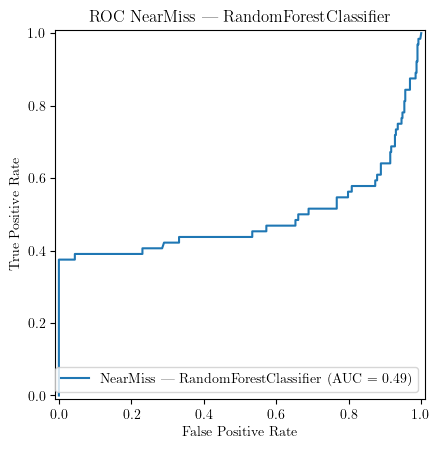 ROC NearMiss — RandomForestClassifier
1.0
0.8
0.6
0.4
0.2
0.0
True Positive Rate
NearMiss — RandomForestClassifier (AUC = 0.49)
0.0 0.2 0.4 0.6 0.8 1.0
False Positive Rate